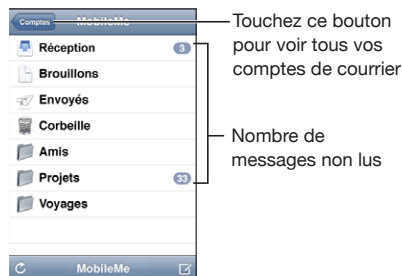 Comptes MobileMe
Réception 3
Brouillons
Envoyés
Corbeille
Amis
Projets 33
Voyages
MobileMe
Touchez ce bouton
pour voir tous vos
comptes de courrier
Nombre de
messages non lus